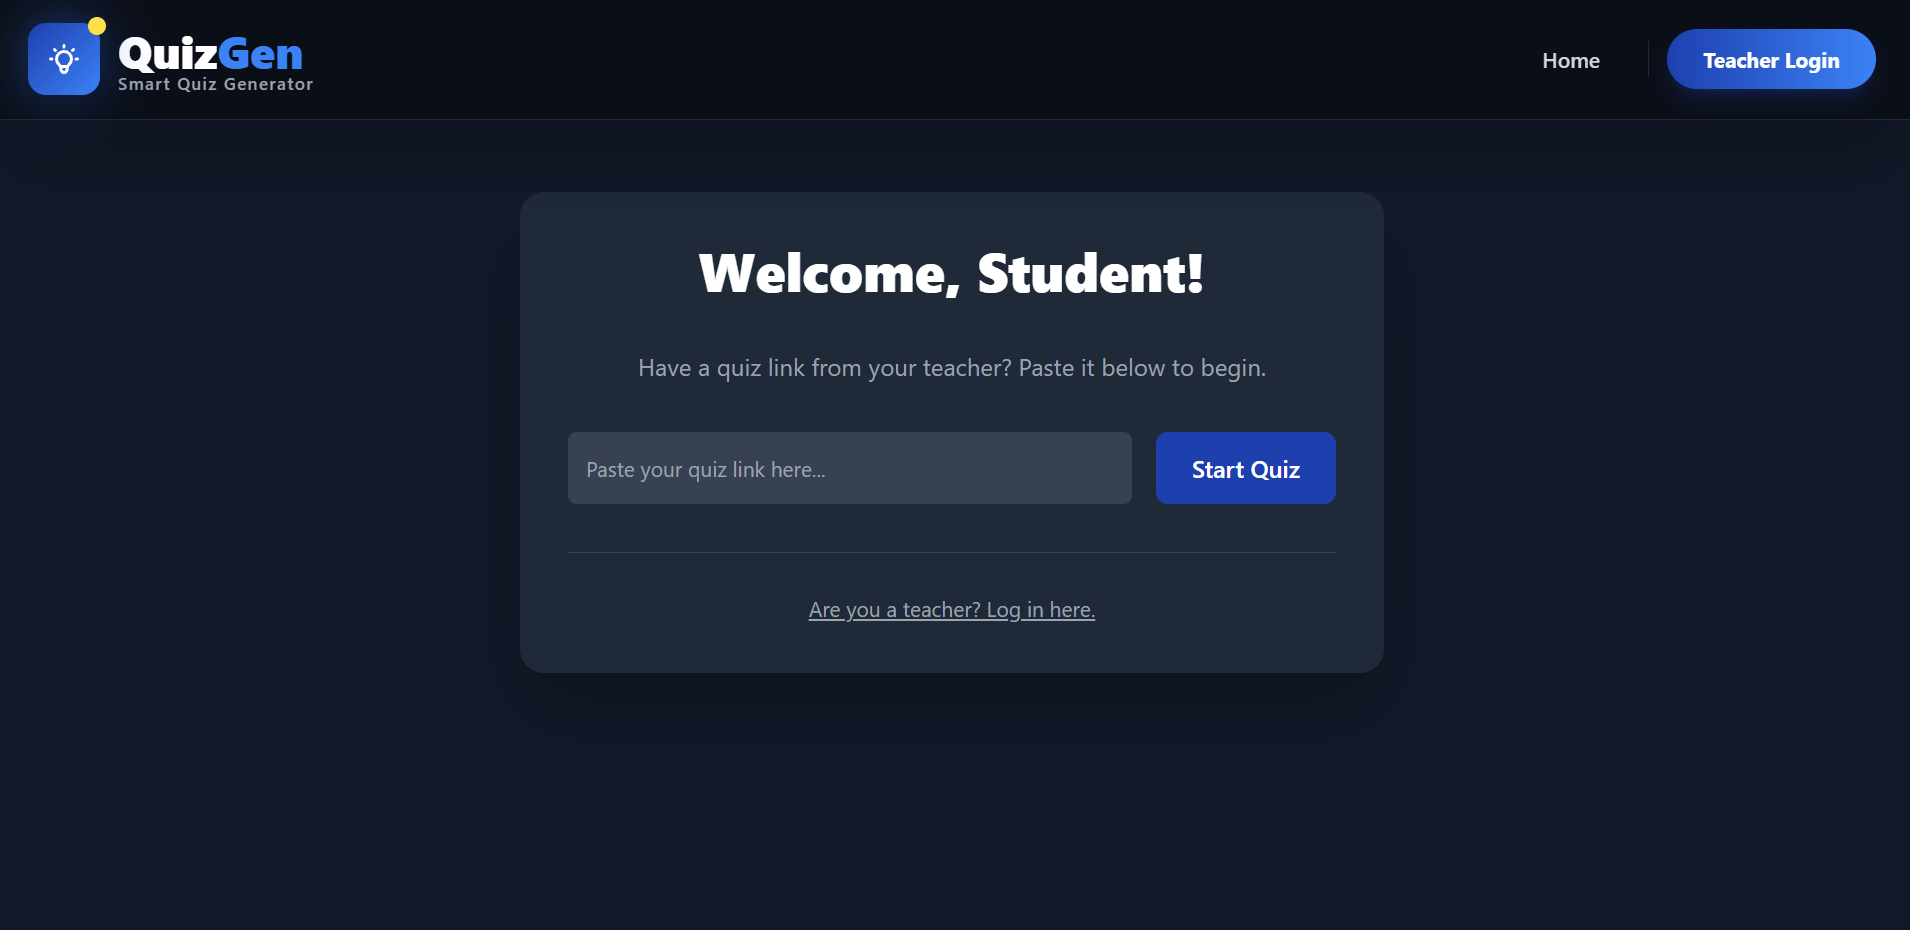 QuizGen
Smart Quiz Generator
Home
Teacher Login
Welcome, Student!
Have a quiz link from your teacher? Paste it below to begin.
Paste your quiz link here...
Start Quiz
Are you a teacher? Log in here.